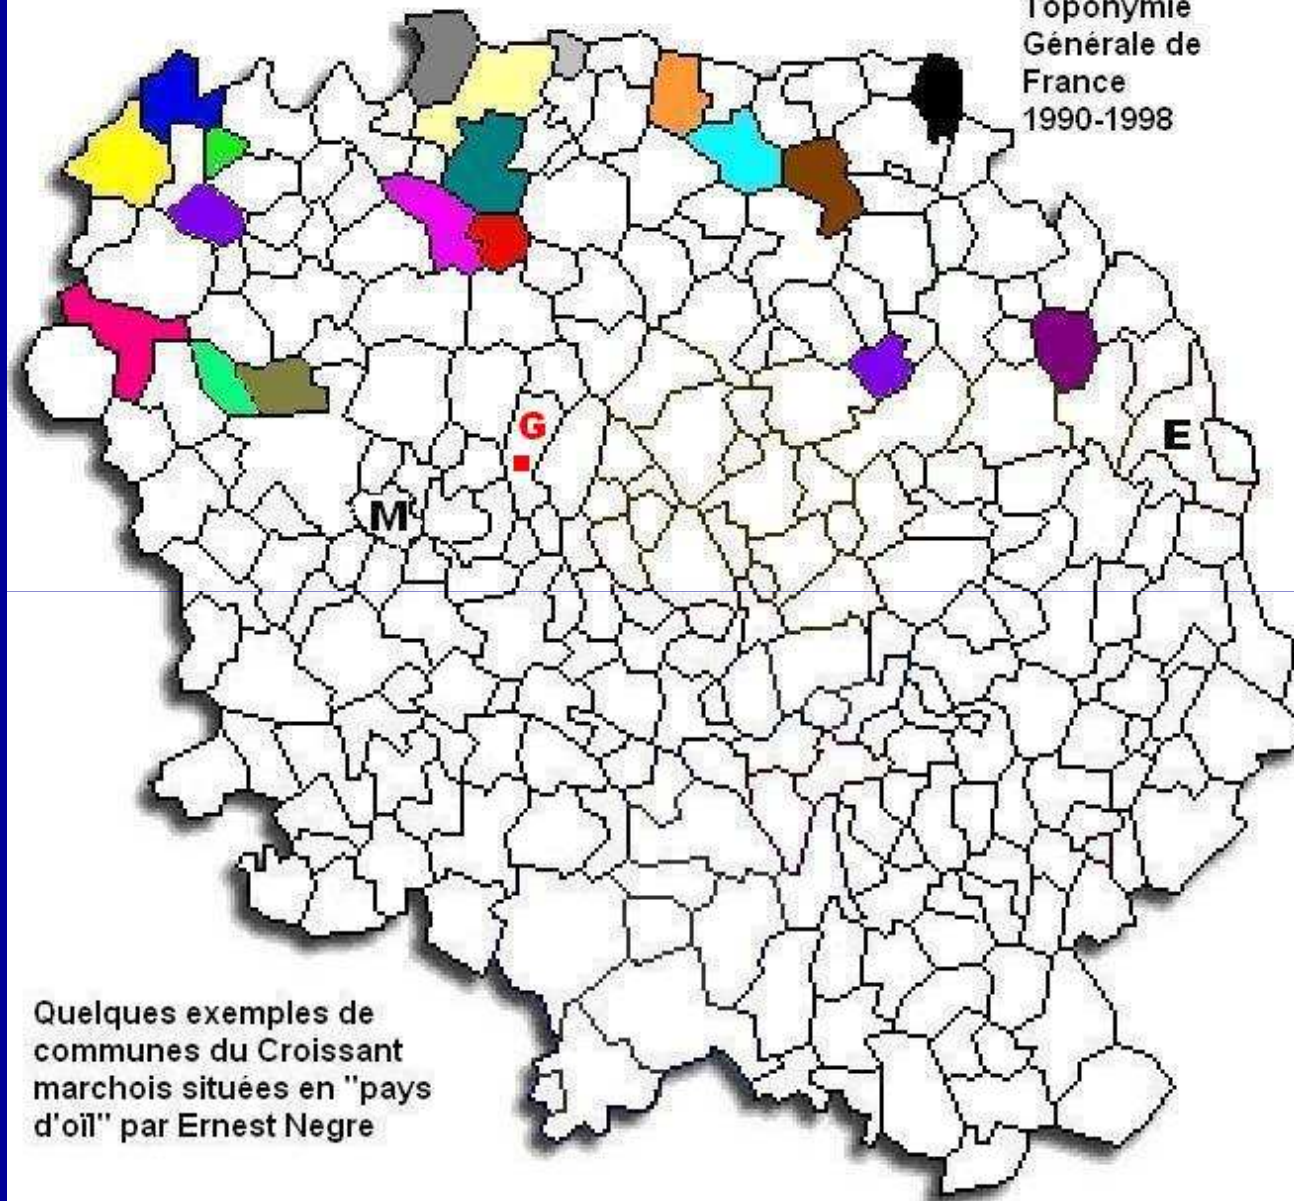 Toponymie
Générale de
France
1990-1998
G
E
M
Quelques exemples de
communes du Croissant
marchois situées en "pays
d'oïl" par Ernest Negre